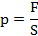 p = F/S